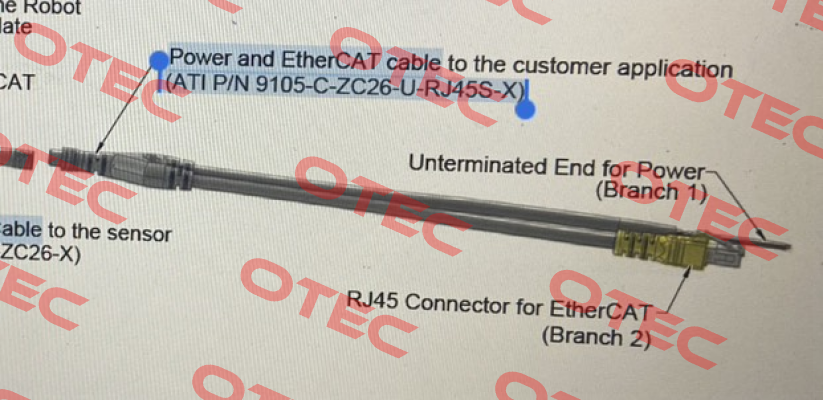 he Robot
late
Power and EtherCAT cable to the customer application
(ATI P/N 9105-C-ZC26-U-RJ45S-X)
CAT
Unterminated End for Power
(Branch 1)
able to the sensor
ZC26-X)
RJ45 Connector for EtherCAT
(Branch 2)
OTEC
OTEC
OTEC
OTEC
OTEC
OTEC
OTEC
OTEC